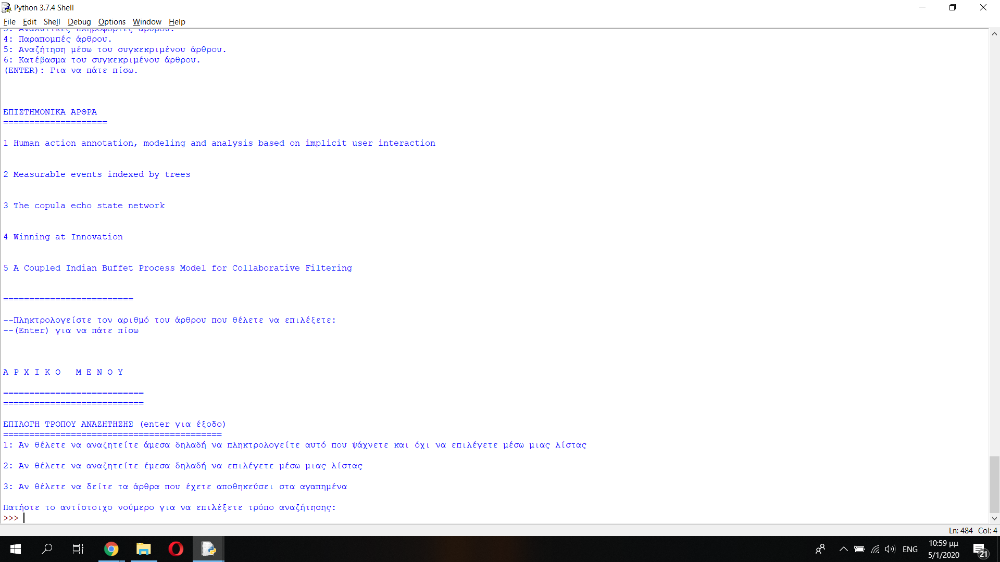 Python 3.7.4 Shell
File Edit Shell Debug Options Window Help
3: Αναλυτικές πληροφορίες άρθρου.
4: Παραπομπές άρθρου.
5: Αναζήτηση μέσω του συγκεκριμένου άρθρου.
6: Κατέβασμα του συγκεκριμένου άρθρου.
(ENTER): Για να πάτε πίσω.
ΕΠΙΣΤΗΜΟΝΙΚΑ ΑΡΘΡΑ
====================
1 Human action annotation, modeling and analysis based on implicit user interaction
2 Measurable events indexed by trees
3 The copula echo state network
4 Winning at Innovation
5 A Coupled Indian Buffet Process Model for Collaborative Filtering
=========================
--Πληκτρολογείστε τον αριθμό του άρθρου που θέλετε να επιλέξετε:
--(Enter) για να πάτε πίσω
Α Ρ Χ Ι Κ Ο   Μ Ε Ν Ο Υ
===========================
===========================
ΕΠΙΛΟΓΗ ΤΡΟΠΟΥ ΑΝΑΖΗΤΗΣΗΣ (enter για έξοδο)
==========================================
1: Αν θέλετε να αναζητείτε άμεσα δηλαδή να πληκτρολογείτε αυτό που ψάχνετε και όχι να επιλέγετε μέσω μιας λίστας
2: Αν θέλετε να αναζητείτε έμεσα δηλαδή να επιλέγετε μέσω μιας λίστας
3: Αν θέλετε να δείτε τα άρθρα που έχετε αποθηκεύσει στα αγαπημένα
Πατήστε το αντίστοιχο νούμερο για να επιλέξετε τρόπο αναζήτησης:
>>>
Ln: 484 Col: 4
ENG
10:59 μμ
5/1/2020
21